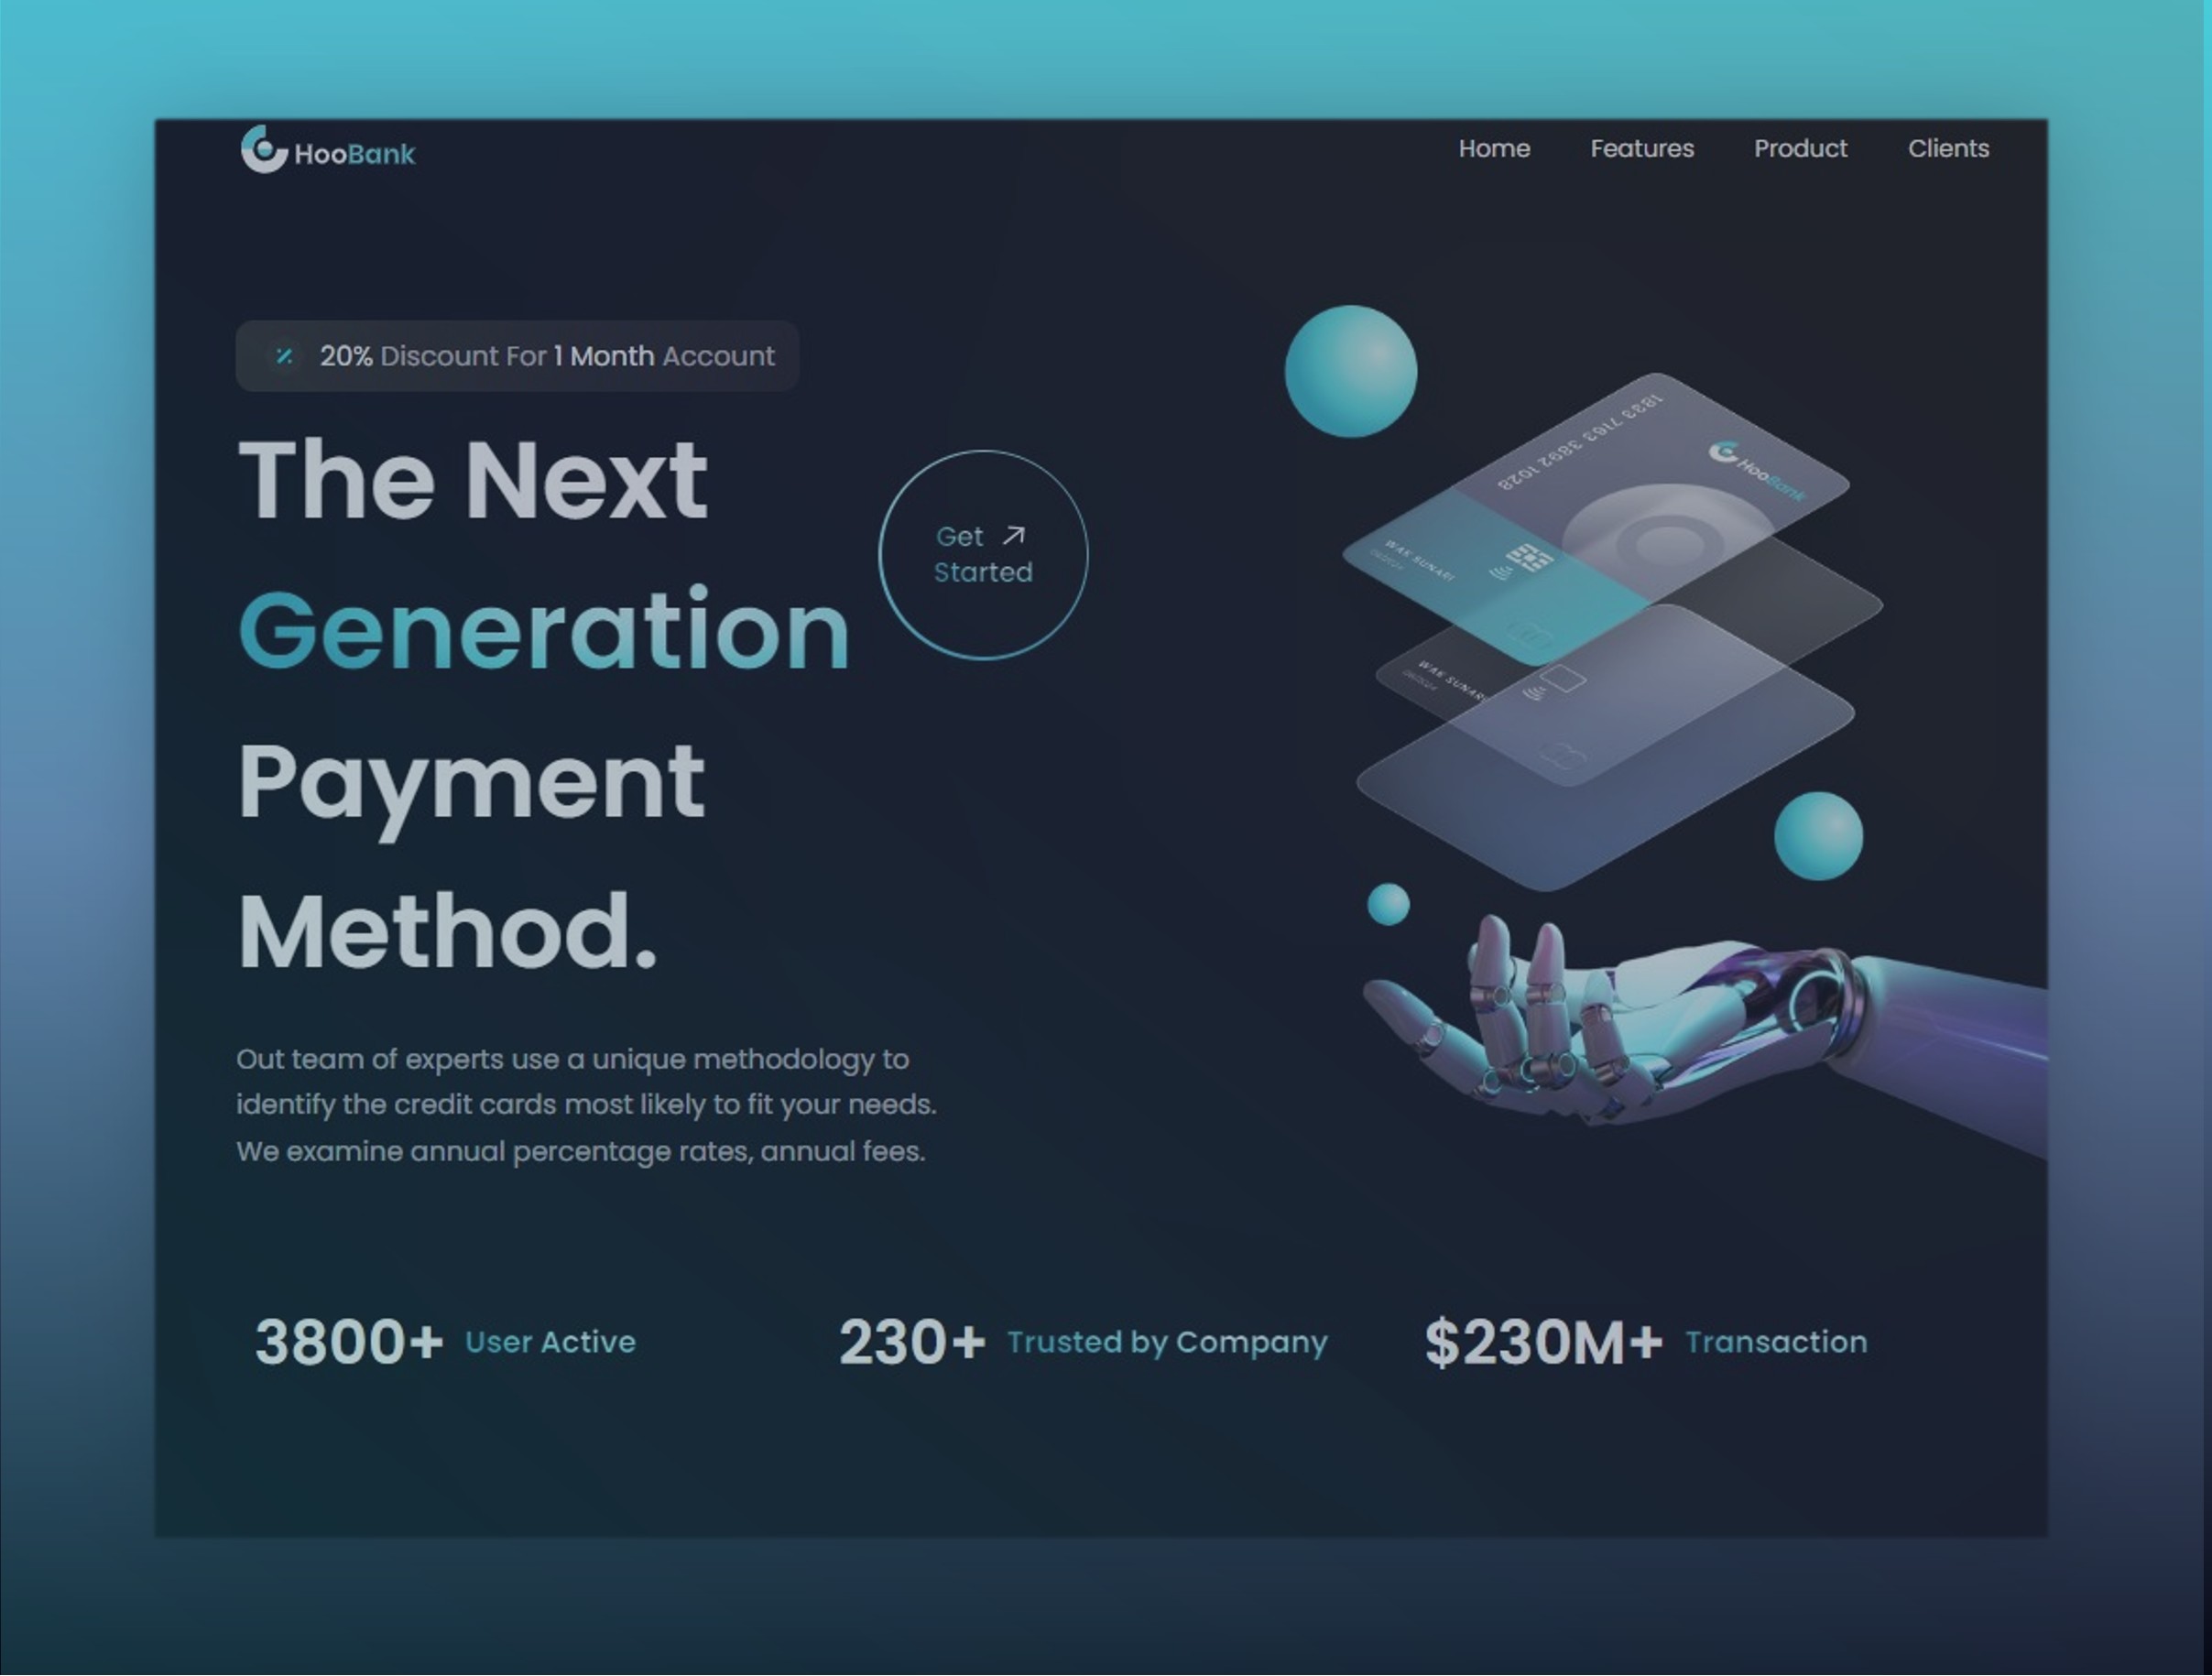 HooBank
Home Features Product Clients
20% Discount For 1 Month Account
The Next
Generation
Payment
Method.
Get
Started
Out team of experts use a unique methodology to
identify the credit cards most likely to fit your needs.
We examine annual percentage rates, annual fees.
1833 7163 3892 1028
HooBank
WAK SUNARI
WAK SUNARI
3800+ User Active
230+ Trusted by Company
$230M+ Transaction